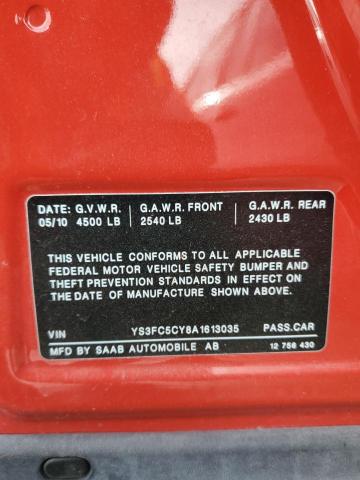 DATE: G.V.W.R. G.A.W.R. FRONT G.A.W.R. REAR
05/10 4500 LB 2540 LB 2430 LB
THIS VEHICLE CONFORMS TO ALL APPLICABLE
FEDERAL MOTOR VEHICLE SAFETY BUMPER AND
THEFT PREVENTION STANDARDS IN EFFECT ON
THE DATE OF MANUFACTURE SHOWN ABOVE.
VIN YS3FC5CY8A1613035 PASS.CAR
MFD BY SAAB AUTOMOBILE AB 12 758 430